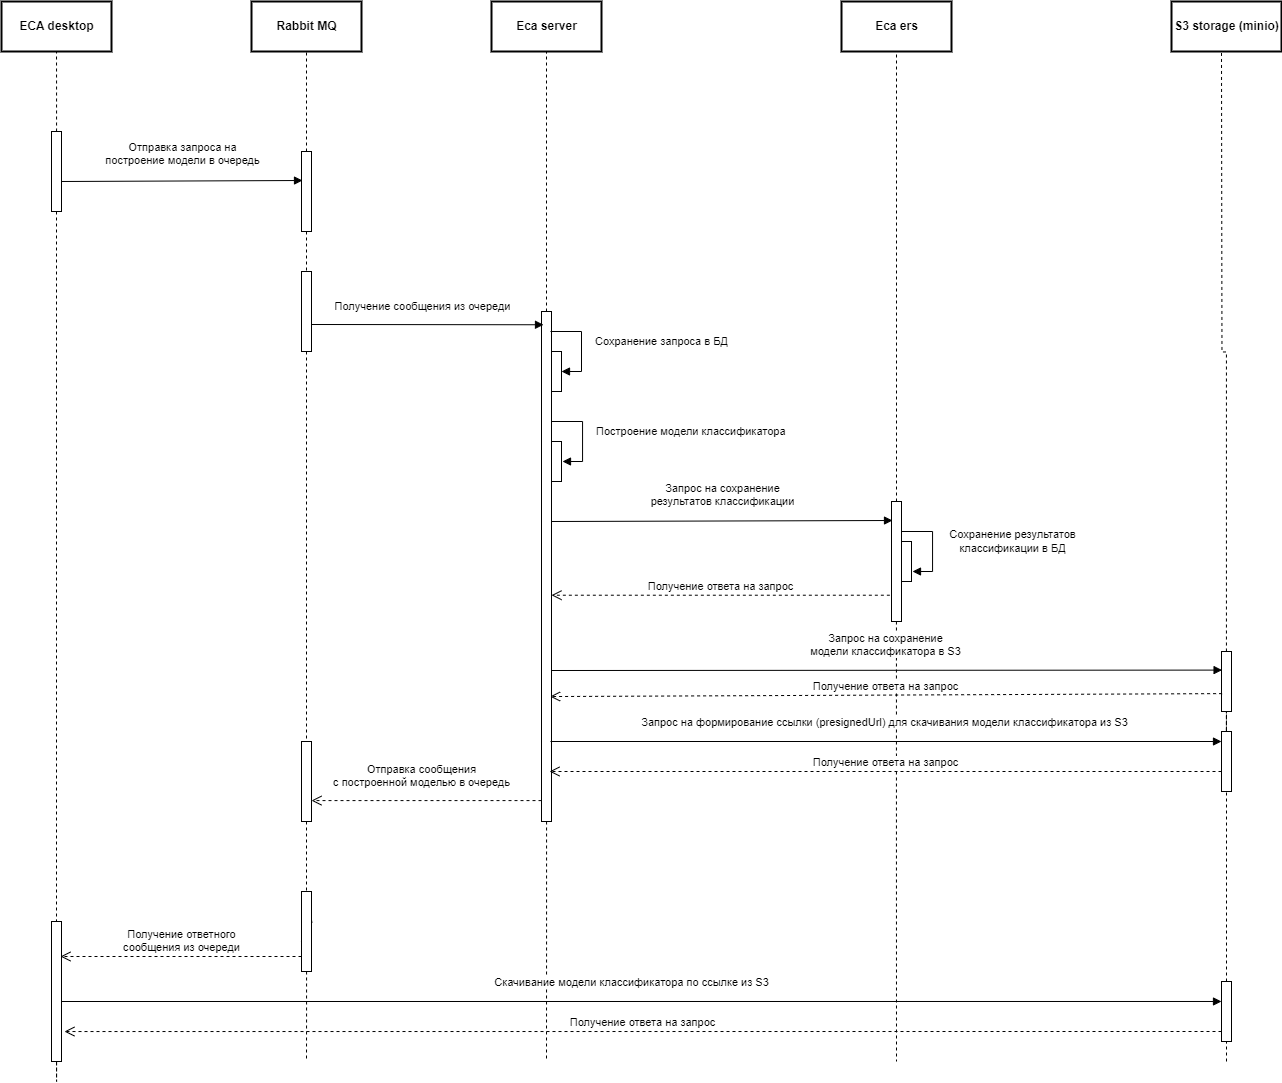 ECA desktop
Rabbit MQ
Eca server
Eca ers
S3 storage (minio)
Отправка запроса на
построение модели в очередь
Получение сообщения из очереди
Сохранение запроса в БД
Построение модели классификатора
Запрос на сохранение
результатов классификации
Сохранение результатов
классификации в БД
Получение ответа на запрос
Запрос на сохранение
модели классификатора в S3
Получение ответа на запрос
Запрос на формирование ссылки (presignedUrl) для скачивания модели классификатора из S3
Получение ответа на запрос
Отправка сообщения
с построенной моделью в очередь
Получение ответного
сообщения из очереди
Скачивание модели классификатора по ссылке из S3
Получение ответа на запрос